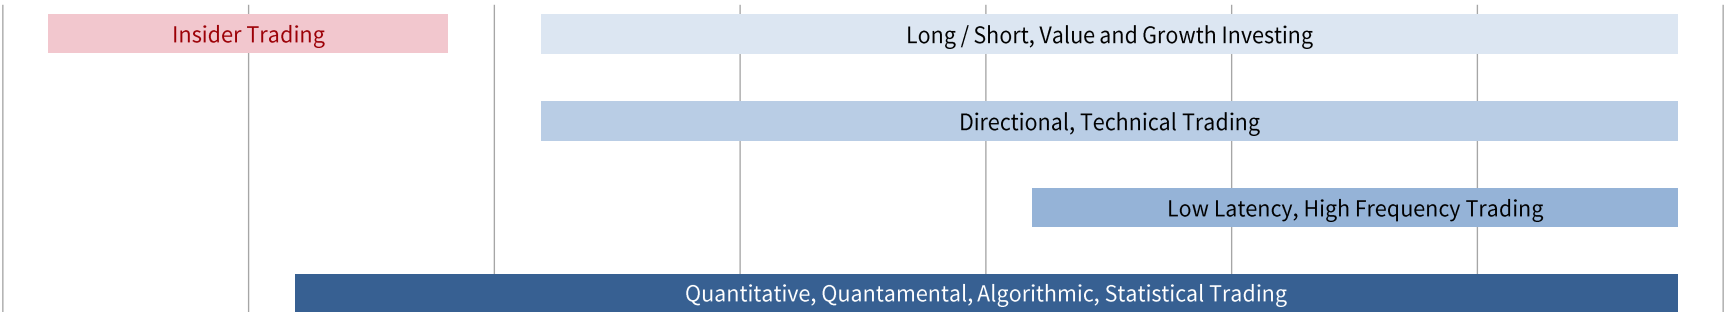 Insider Trading
Long / Short, Value and Growth Investing
Directional, Technical Trading
Low Latency, High Frequency Trading
Quantitative, Quantamental, Algorithmic, Statistical Trading